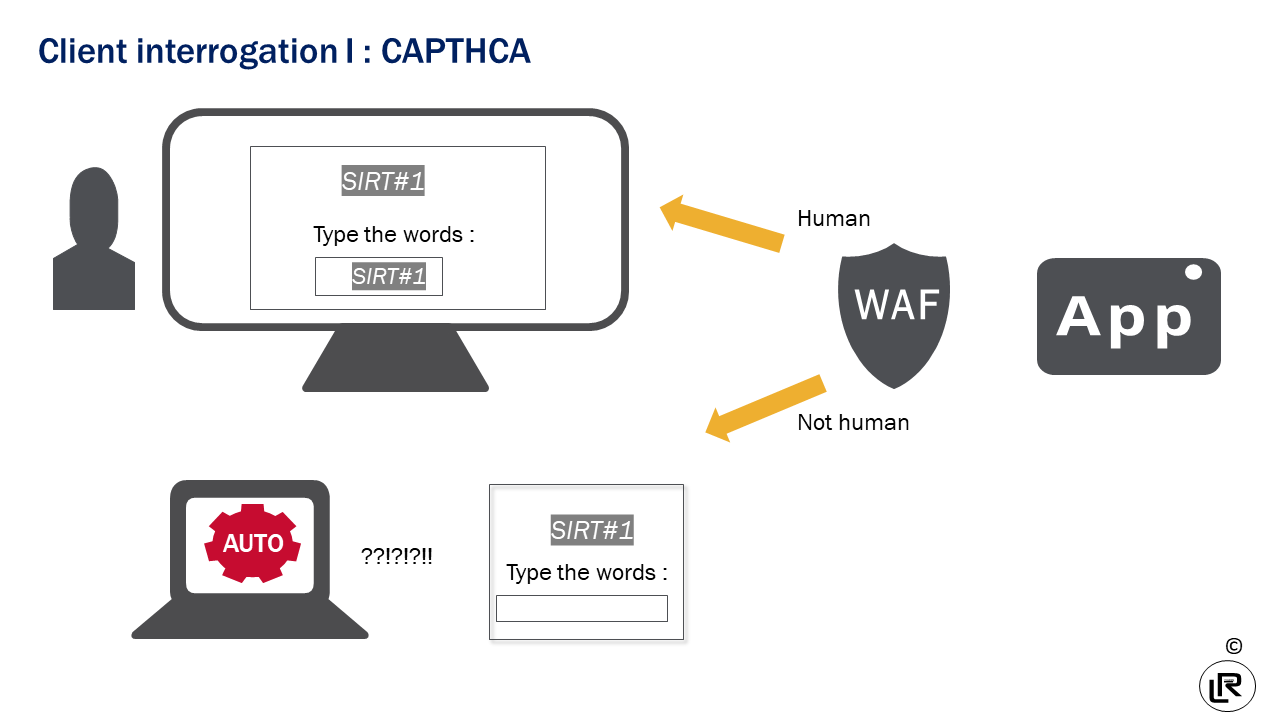 Client interrogation I : CAPTHCA
SIRT#1
Type the words :
SIRT#1
Human
WAF
App
Not human
AUTO
??!?!?!!
SIRT#1
Type the words :
©
LR